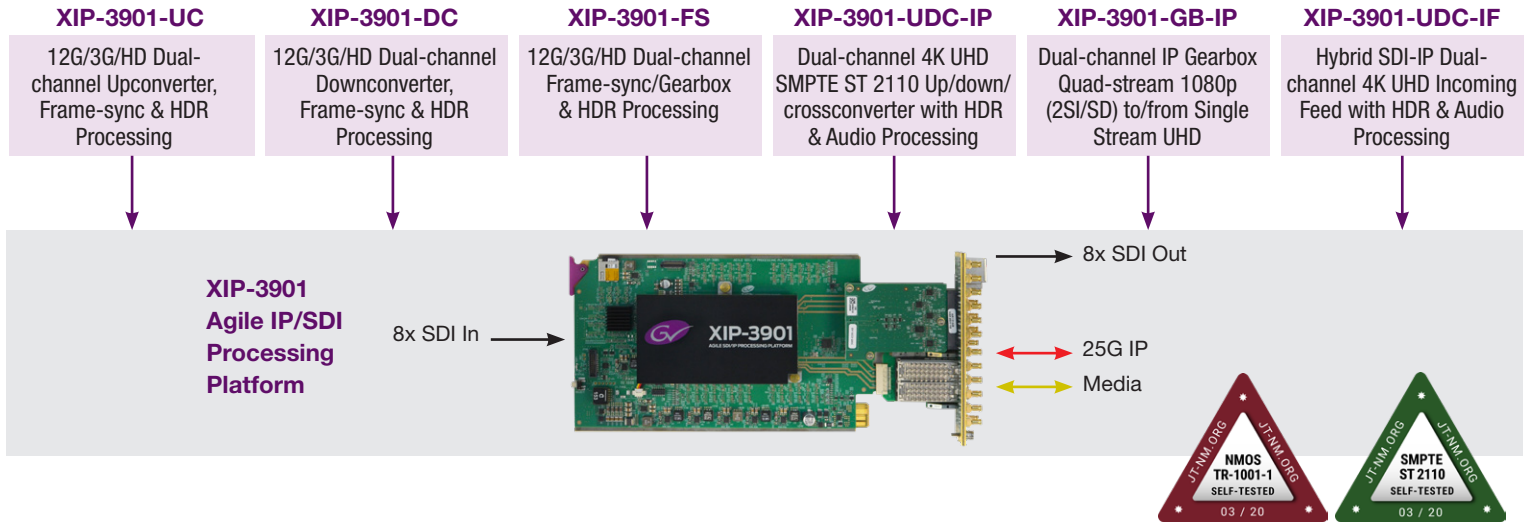 XIP-3901-UC
12G/3G/HD Dual-
channel Upconverter,
Frame-sync & HDR
Processing
XIP-3901-DC
12G/3G/HD Dual-channel
Downconverter,
Frame-sync & HDR
Processing
XIP-3901-FS
12G/3G/HD Dual-channel
Frame-sync/Gearbox
& HDR Processing
XIP-3901-UDC-IP
Dual-channel 4K UHD
SMPTE ST 2110 Up/down/
crossconverter with HDR
& Audio Processing
XIP-3901-GB-IP
Dual-channel IP Gearbox
Quad-stream 1080p
(2SI/SD) to/from Single
Stream UHD
XIP-3901-UDC-IF
Hybrid SDI-IP Dual-
channel 4K UHD Incoming
Feed with HDR & Audio
Processing
XIP-3901
Agile IP/SDI
Processing
Platform
8x SDI In
GV
XIP-3901
AGILE SDI/IP PROCESSING PLATFORM
8x SDI Out
25G IP
Media
JT-NM.ORG
JT-NM.ORG
NMOS
TR-1001-1
SELF-TESTED
03 / 20
JT-NM.ORG
JT-NM.ORG
SMPTE
ST 2110
SELF-TESTED
03 / 20